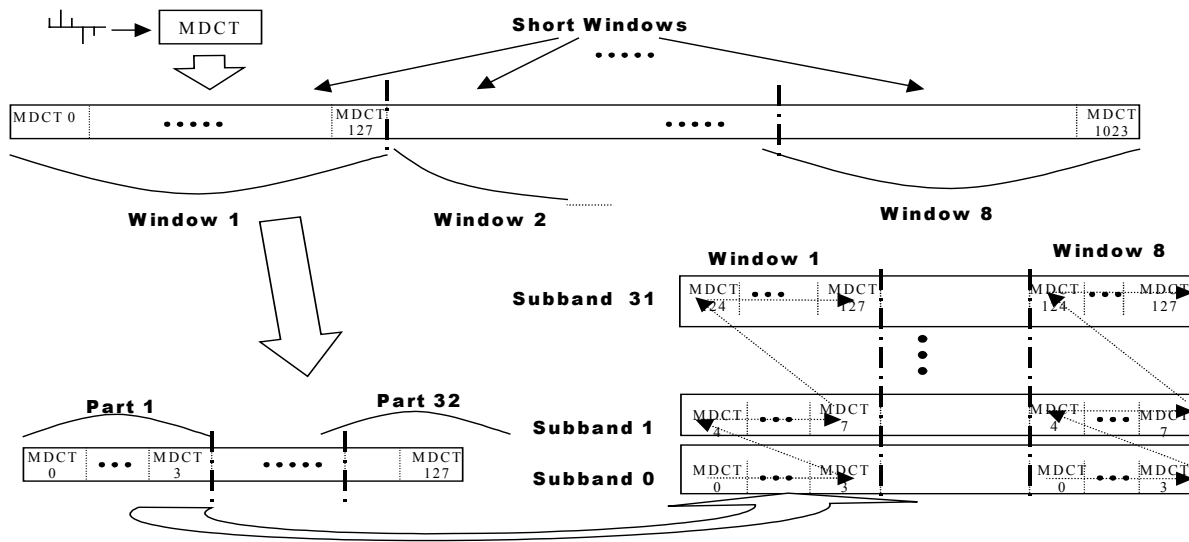 MDCT
Short Windows
MDCT 0
MDCT
127
MDCT
1023
Window 1
Window 2
Window 8
Window 1
Window 8
Subband 31
MDCT
124
MDCT
127
MDCT
124
MDCT
127
Part 1
Part 32
Subband 1
MDCT
4
MDCT
7
MDCT
4
MDCT
7
MDCT
0
MDCT
3
MDCT
127
Subband 0
MDCT
0
MDCT
3
MDCT
0
MDCT
3